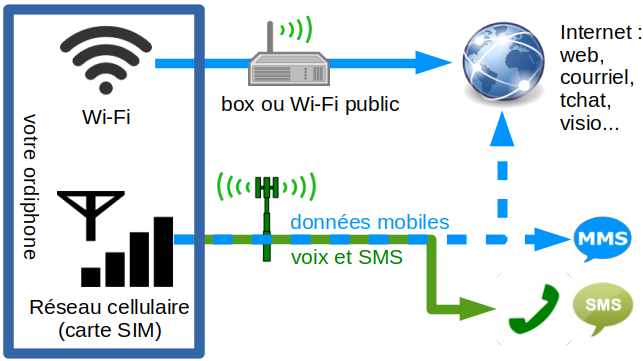 Wi-Fi
box ou Wi-Fi public
Internet :
web,
courriel,
tchat,
visio...
votre ordiphone
données mobiles
voix et SMS
MMS
SMS
Réseau cellulaire
(carte SIM)